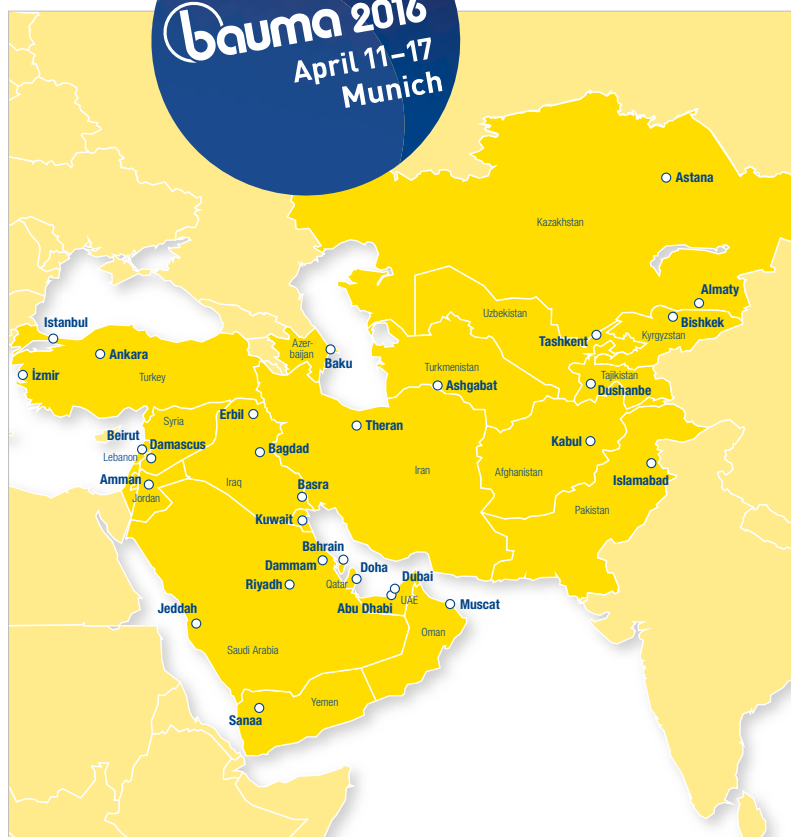 bauma 2016
April 11–17
Munich
Astana
Kazakhstan
Almaty
Uzbekistan
Bishkek
Istanbul
Tashkent
Kyrgyzstan
Azer-
baijan
Ankara
Baku
Turkmenistan
İzmir
Turkey
Tajikistan
Ashgabat
Dushanbe
Erbil
Syria
Theran
Beirut
Damascus
Kabul
Bagdad
Lebanon
Iran
Afghanistan
Amman
Iraq
Basra
Islamabad
Jordan
Pakistan
Kuwait
Bahrain
Dammam
Doha
Riyadh
Qatar
Dubai
Abu Dhabi
UAE
Muscat
Jeddah
Oman
Saudi Arabia
Yemen
Sanaa